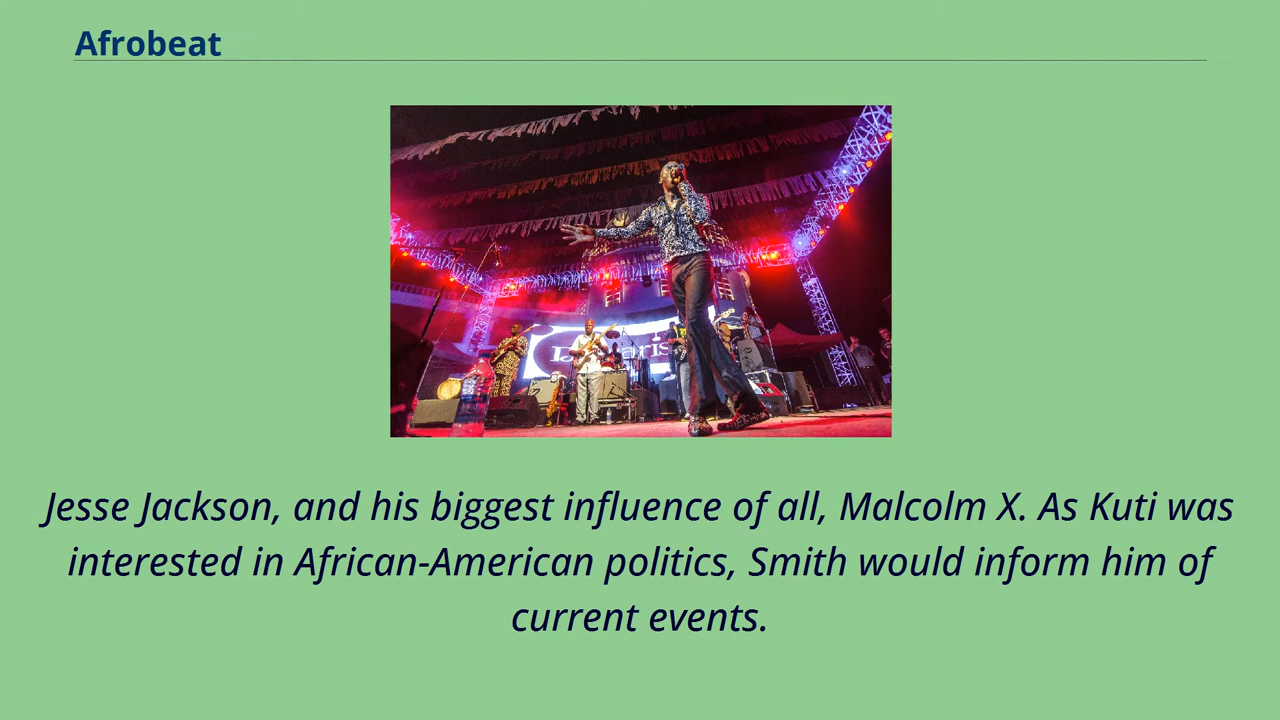 Afrobeat
Jesse Jackson, and his biggest influence of all, Malcolm X. As Kuti was
interested in African-American politics, Smith would inform him of
current events.